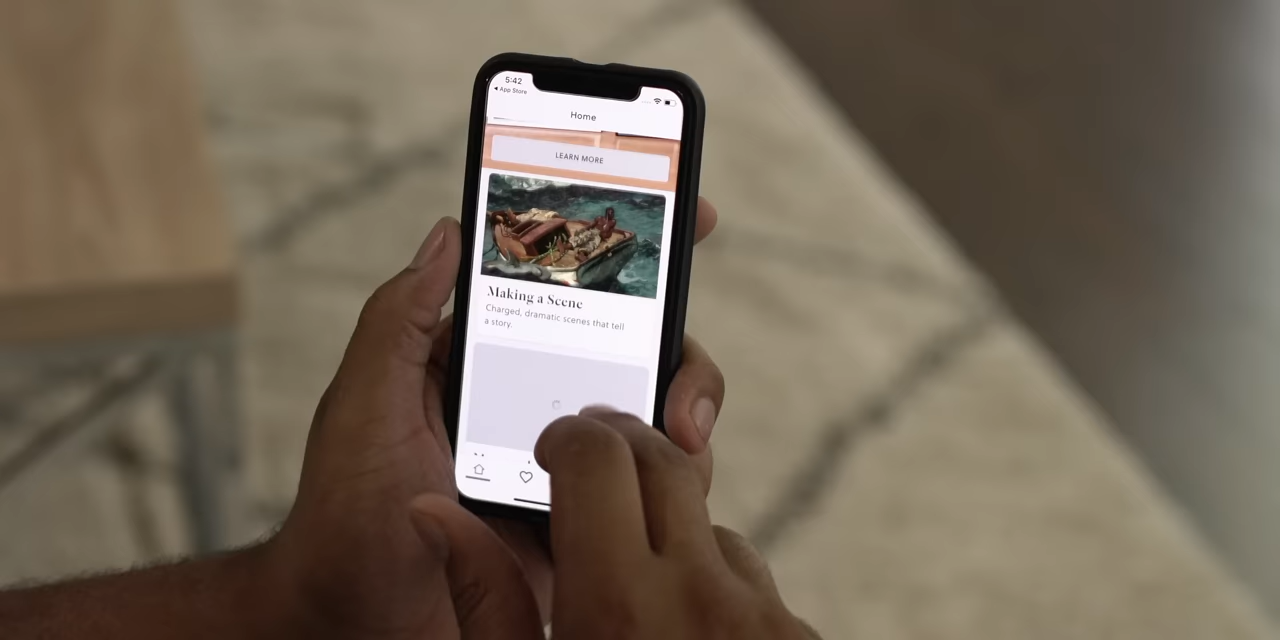 5:42
◀ App Store
Home
LEARN MORE
Making a Scene
Charged, dramatic scenes that tell
a story.